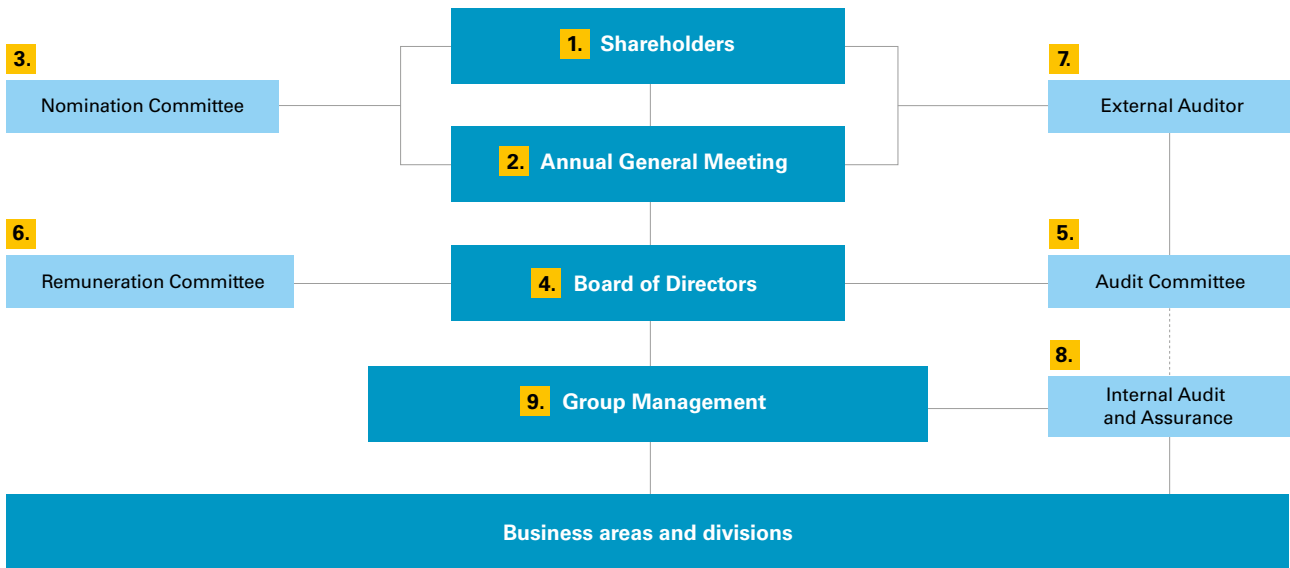 1. Shareholders
3.
Nomination Committee
7.
External Auditor
2. Annual General Meeting
6.
Remuneration Committee
4. Board of Directors
5.
Audit Committee
9. Group Management
8.
Internal Audit
and Assurance
Business areas and divisions